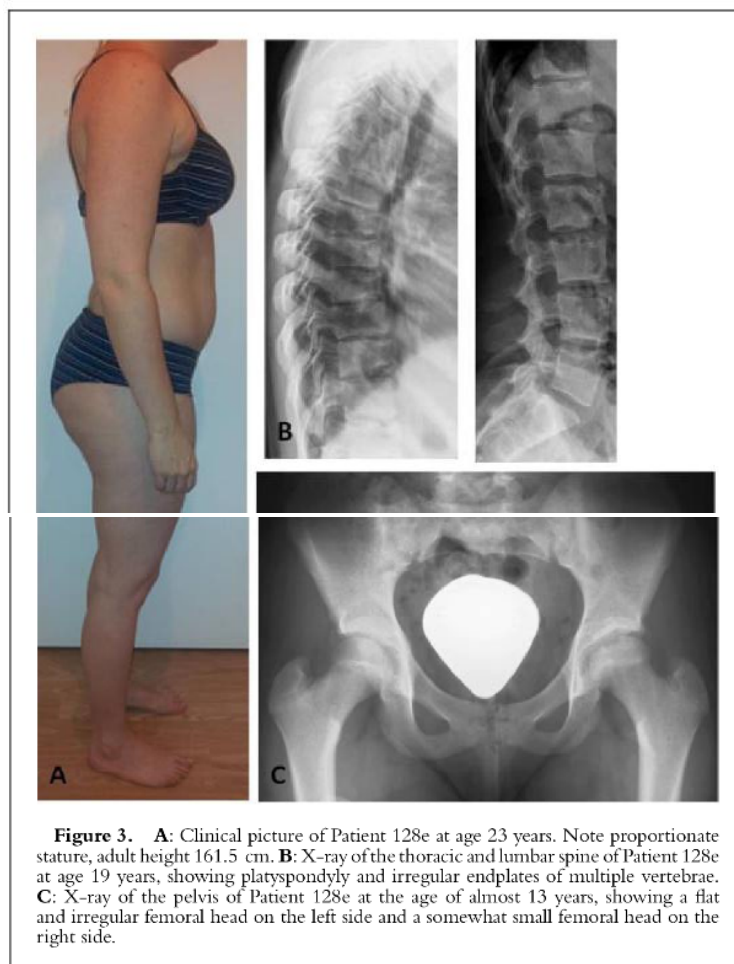 B
A
C
Figure 3. A: Clinical picture of Patient 128e at age 23 years. Note proportionate
stature, adult height 161.5 cm. B: X-ray of the thoracic and lumbar spine of Patient 128e
at age 19 years, showing platyspondyly and irregular endplates of multiple vertebrae.
C: X-ray of the pelvis of Patient 128e at the age of almost 13 years, showing a flat
and irregular femoral head on the left side and a somewhat small femoral head on the
right side.